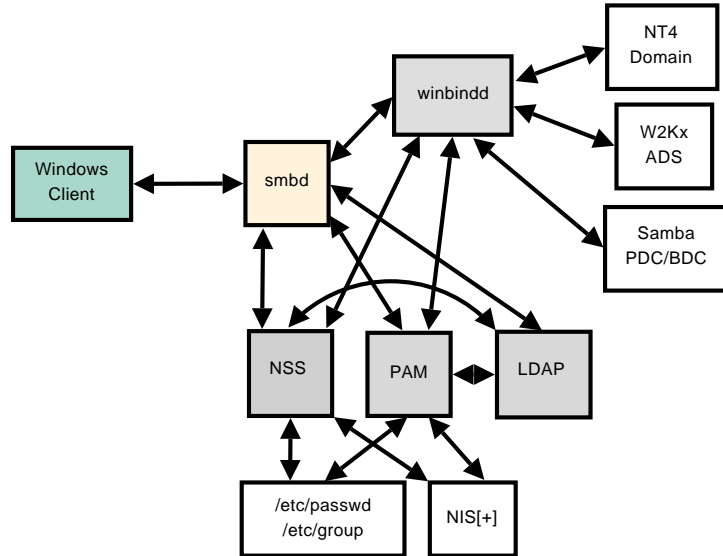 NT4
Domain
winbindd
W2Kx
ADS
Windows
Client
smbd
Samba
PDC/BDC
NSS
PAM
LDAP
/etc/passwd
/etc/group
NIS[+]